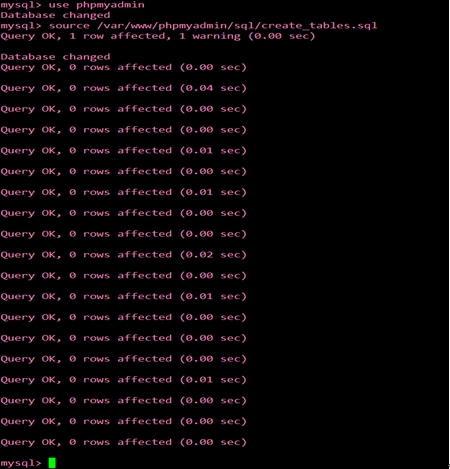 mysql> use phpmyadmin
Database changed
mysql> source /var/www/phpmyadmin/sql/create_tables.sql
Query OK, 1 row affected, 1 warning (0.00 sec)
Database changed
Query OK, 0 rows affected (0.00 sec)
Query OK, 0 rows affected (0.04 sec)
Query OK, 0 rows affected (0.00 sec)
Query OK, 0 rows affected (0.00 sec)
Query OK, 0 rows affected (0.01 sec)
Query OK, 0 rows affected (0.00 sec)
Query OK, 0 rows affected (0.01 sec)
Query OK, 0 rows affected (0.00 sec)
Query OK, 0 rows affected (0.00 sec)
Query OK, 0 rows affected (0.02 sec)
Query OK, 0 rows affected (0.00 sec)
Query OK, 0 rows affected (0.01 sec)
Query OK, 0 rows affected (0.00 sec)
Query OK, 0 rows affected (0.00 sec)
Query OK, 0 rows affected (0.00 sec)
Query OK, 0 rows affected (0.01 sec)
Query OK, 0 rows affected (0.00 sec)
Query OK, 0 rows affected (0.00 sec)
Query OK, 0 rows affected (0.00 sec)
mysql>